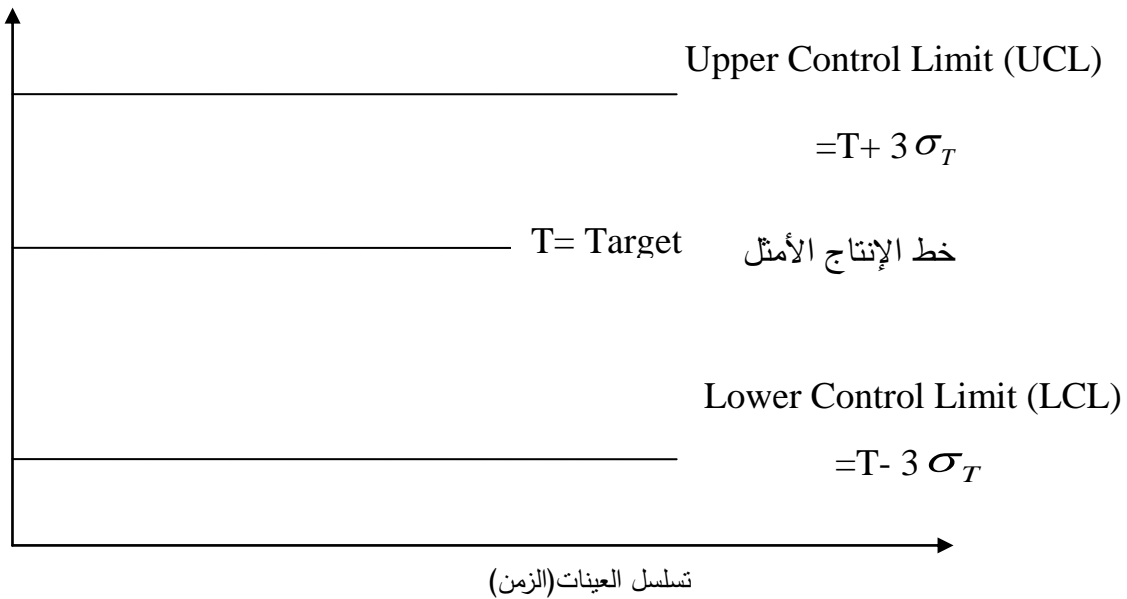 Upper Control Limit (UCL)
=T+ 3 σ_T
T= Target خط الإنتاج الأمثل
Lower Control Limit (LCL)
=T- 3 σ_T
تسلسل العينات(الزمن)